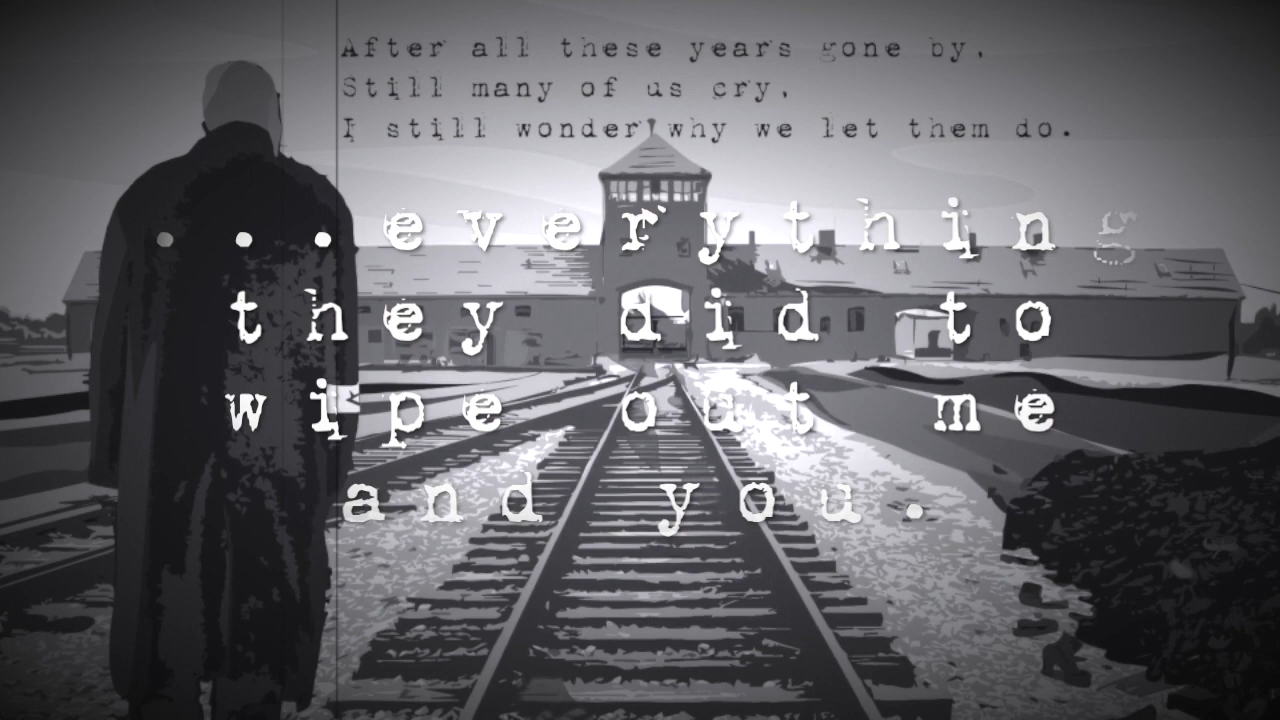 After all these years gone by,
Still many of us cry,
I still wonder why we let them do.
...everything
they did to
wipe out me
and you.